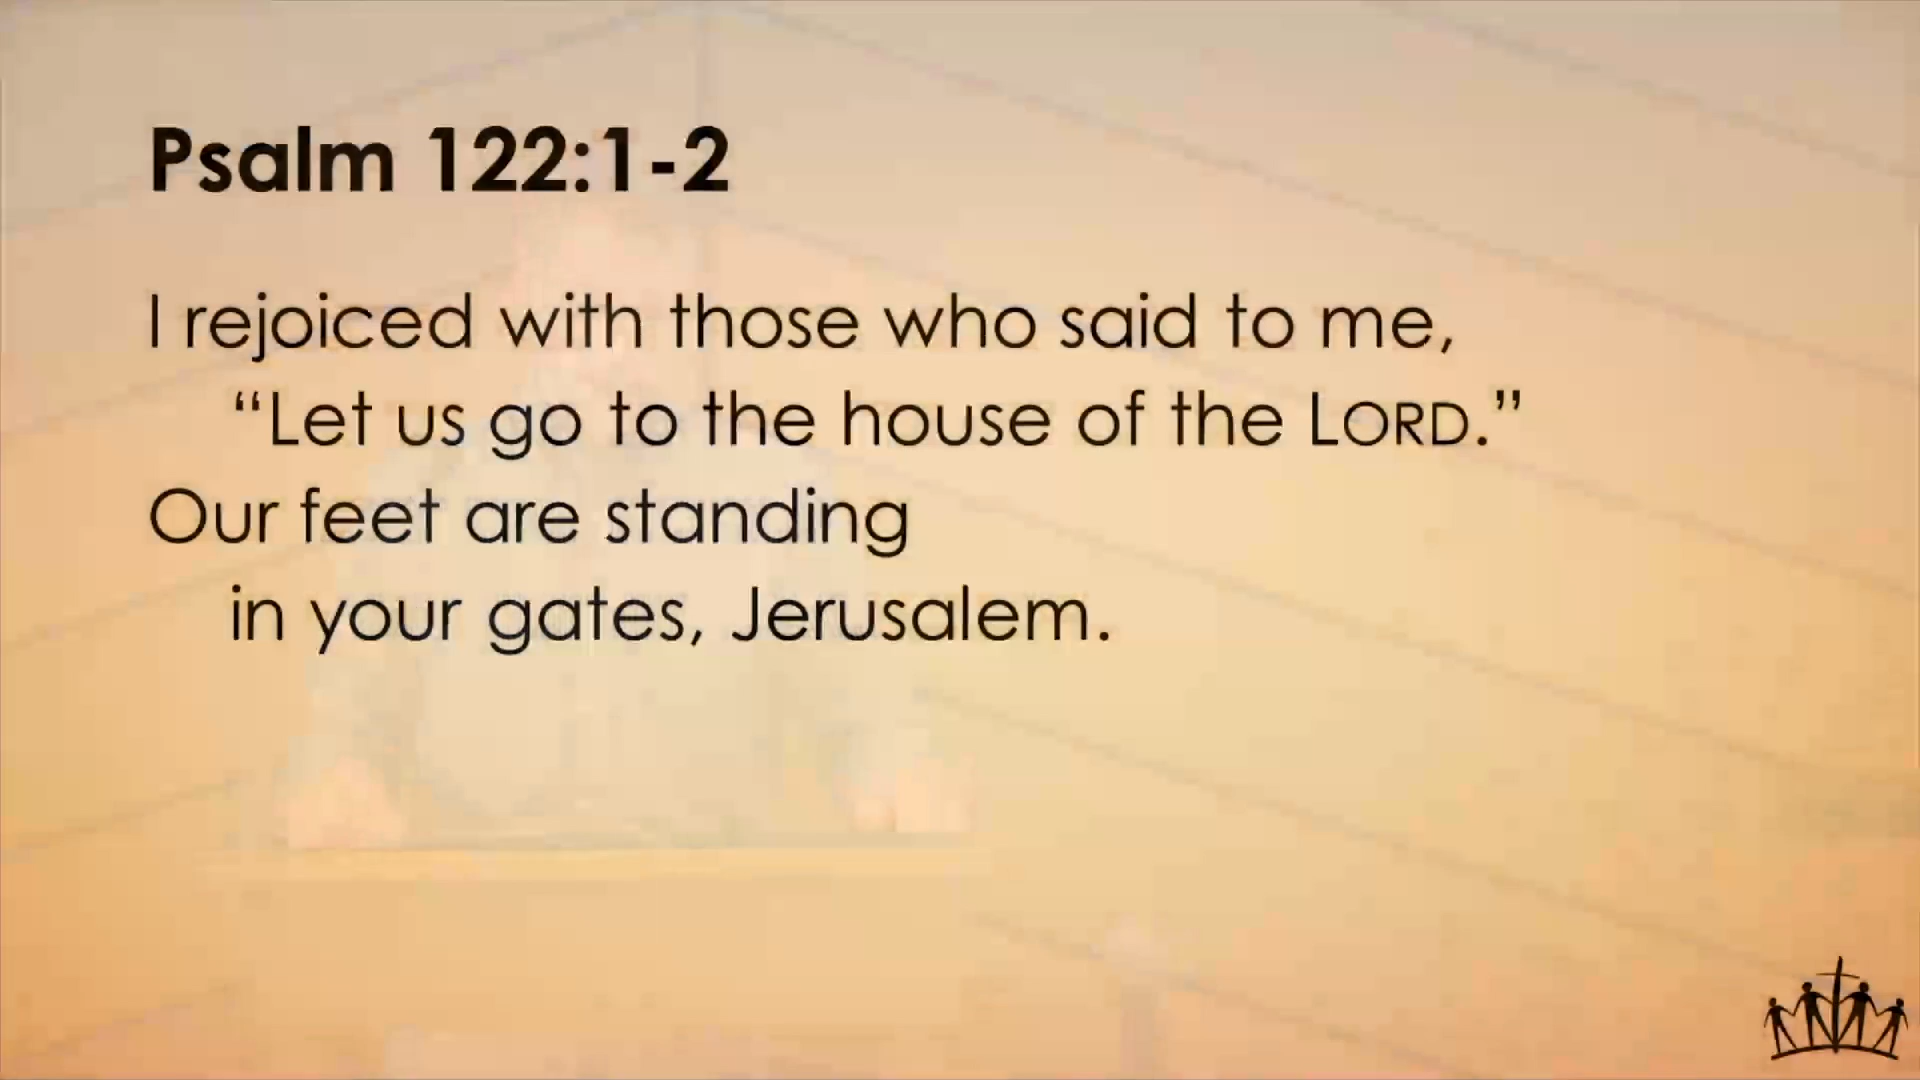 Psalm 122:1-2
I rejoiced with those who said to me,
“Let us go to the house of the LORD.”
Our feet are standing
in your gates, Jerusalem.